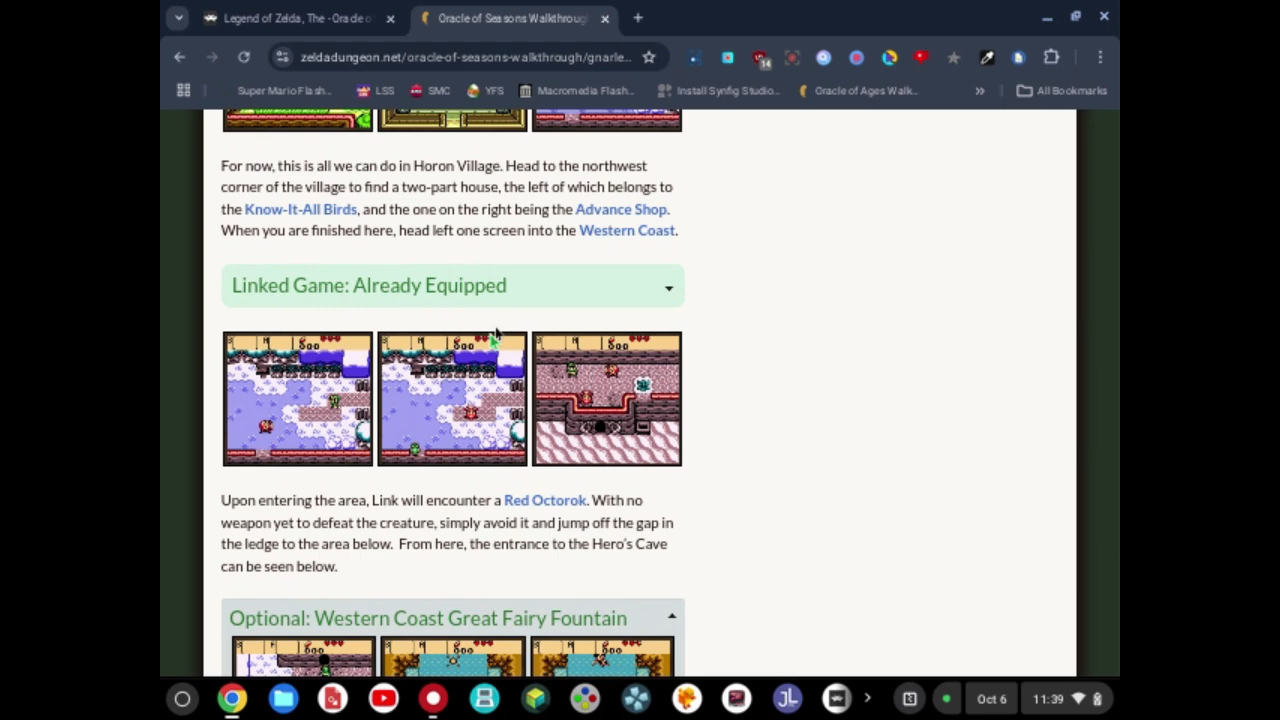 Legend of Zelda, The - Oracle o
Oracle of Seasons Walkthroug
zeldadungeon.net/oracle-of-seasons-walkthrough/gnarle...
14
Super Mario Flash...
LSS
SMC
YFS
Macromedia Flash...
Install Synfig Studio...
Oracle of Ages Walk...
»
All Bookmarks
For now, this is all we can do in Horon Village. Head to the northwest
corner of the village to find a two-part house, the left of which belongs to
the Know-It-All Birds, and the one on the right being the Advance Shop.
When you are finished here, head left one screen into the Western Coast.
Linked Game: Already Equipped
Upon entering the area, Link will encounter a Red Octorok. With no
weapon yet to defeat the creature, simply avoid it and jump off the gap in
the ledge to the area below. From here, the entrance to the Hero's Cave
can be seen below.
Optional: Western Coast Great Fairy Fountain
JL
Oct 6
11:39